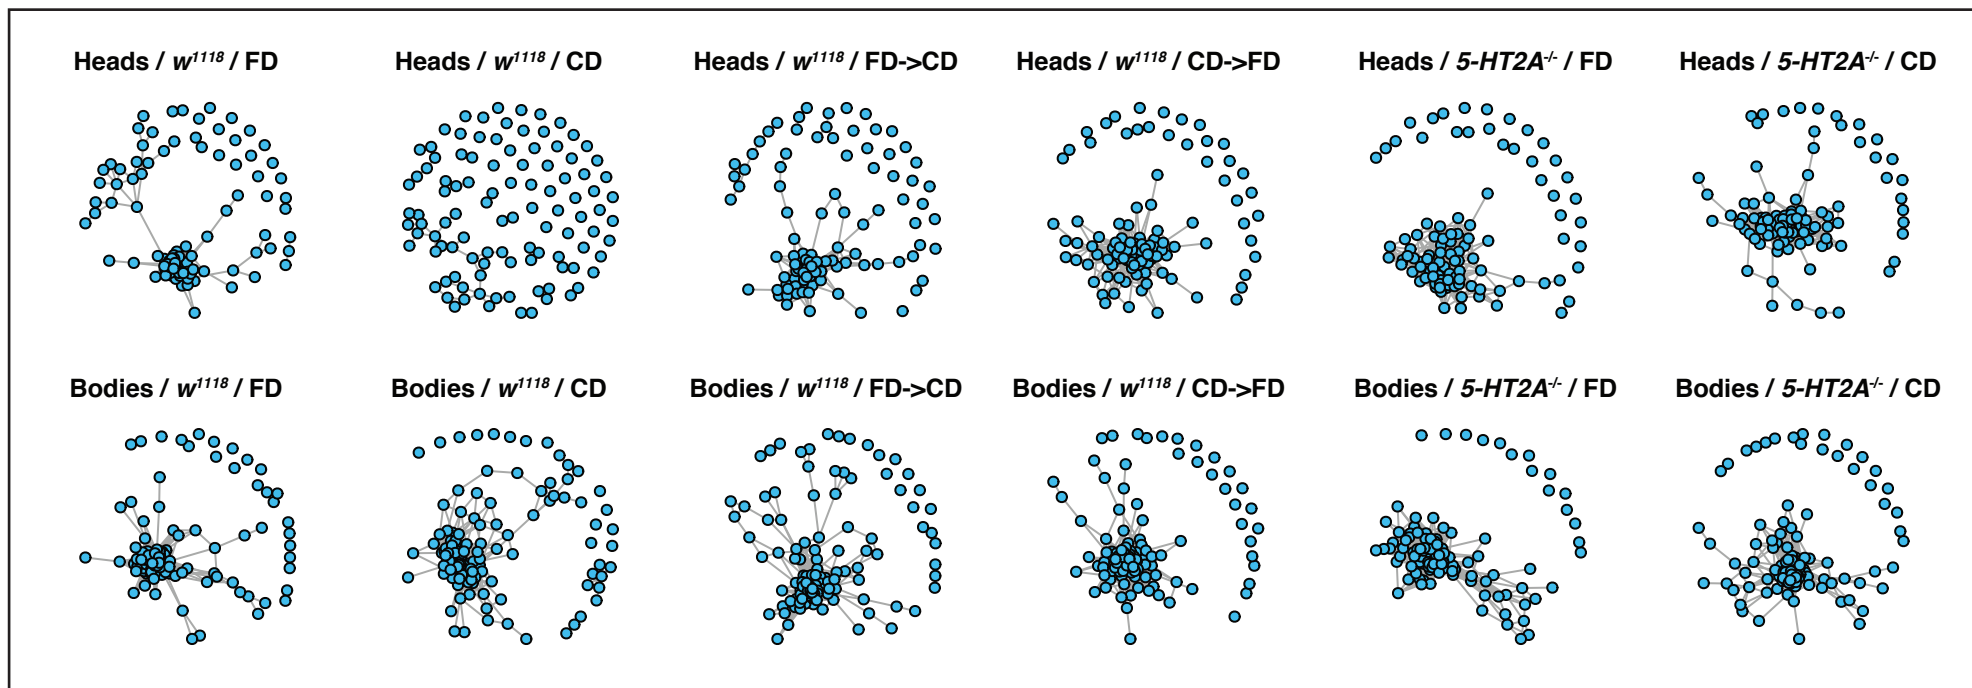 Heads / w¹¹¹⁸ / FD
Heads / w¹¹¹⁸ / CD
Heads / w¹¹¹⁸ / FD->CD
Heads / w¹¹¹⁸ / CD->FD
Heads / 5-HT2A⁻/⁻ / FD
Heads / 5-HT2A⁻/⁻ / CD
Bodies / w¹¹¹⁸ / FD
Bodies / w¹¹¹⁸ / CD
Bodies / w¹¹¹⁸ / FD->CD
Bodies / w¹¹¹⁸ / CD->FD
Bodies / 5-HT2A⁻/⁻ / FD
Bodies / 5-HT2A⁻/⁻ / CD